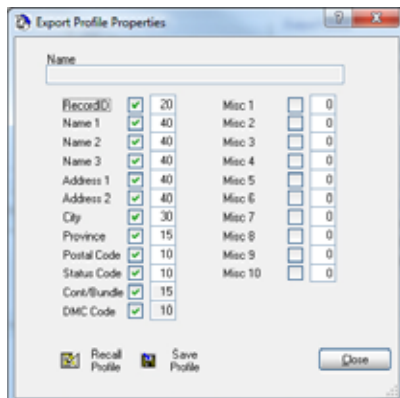 Export Profile Properties
Name
RecordID 20
Name 1 40
Name 2 40
Name 3 40
Address 1 40
Address 2 40
City 30
Province 15
Postal Code 10
Status Code 10
Cont/Bundle 15
DMC Code 10
Misc 1 0
Misc 2 0
Misc 3 0
Misc 4 0
Misc 5 0
Misc 6 0
Misc 7 0
Misc 8 0
Misc 9 0
Misc 10 0
Recall Profile
Save Profile
Close